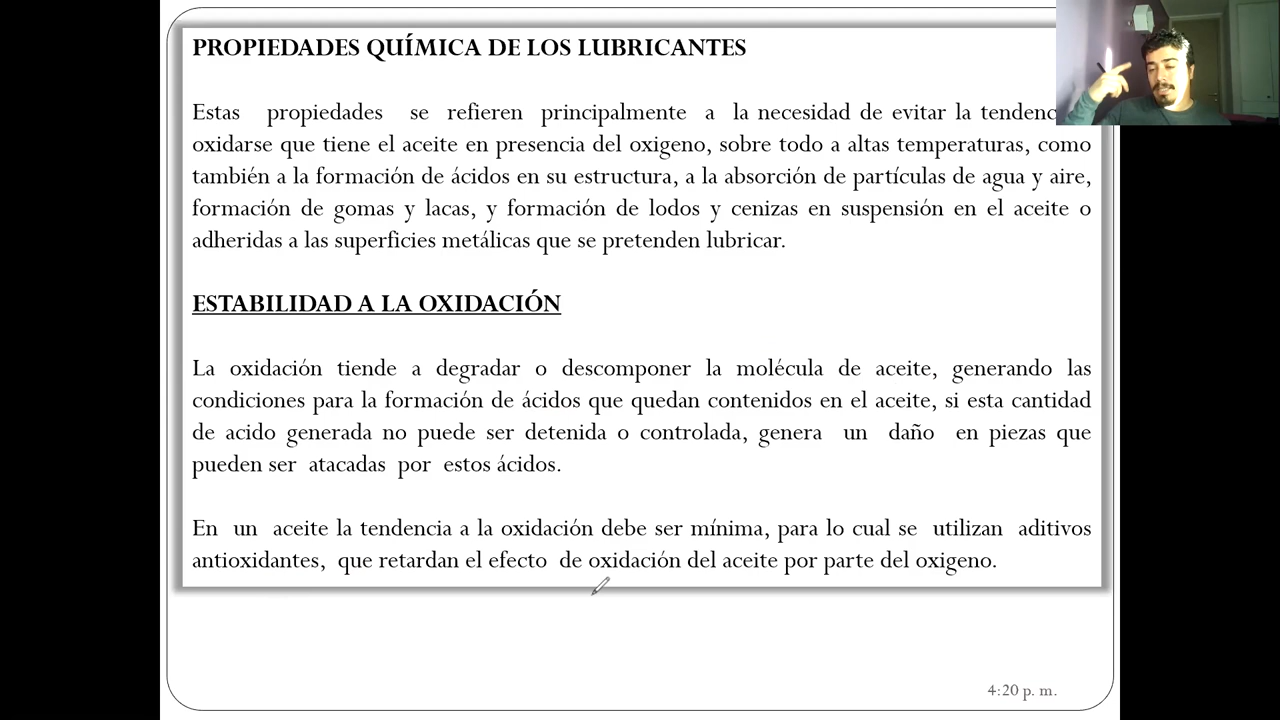 PROPIEDADES QUÍMICA DE LOS LUBRICANTES
Estas propiedades se refieren principalmente a la necesidad de evitar la
oxidarse que tiene el aceite en presencia del oxigeno, sobre todo a altas temperaturas, como
también a la formación de ácidos en su estructura, a la absorción de partículas de agua y aire,
formación de gomas y lacas, y formación de lodos y cenizas en suspensión en el aceite o
adheridas a las superficies metálicas que se pretenden lubricar.
ESTABILIDAD A LA OXIDACIÓN
La oxidación tiende a degradar o descomponer la molécula de aceite, generando las
condiciones para la formación de ácidos que quedan contenidos en el aceite, si esta cantidad
de acido generada no puede ser detenida o controlada, genera un daño en piezas que
pueden ser atacadas por estos ácidos.
En un aceite la tendencia a la oxidación debe ser mínima, para lo cual se utilizan aditivos
antioxidantes, que retardan el efecto de oxidación del aceite por parte del oxigeno.
4:20 p. m.